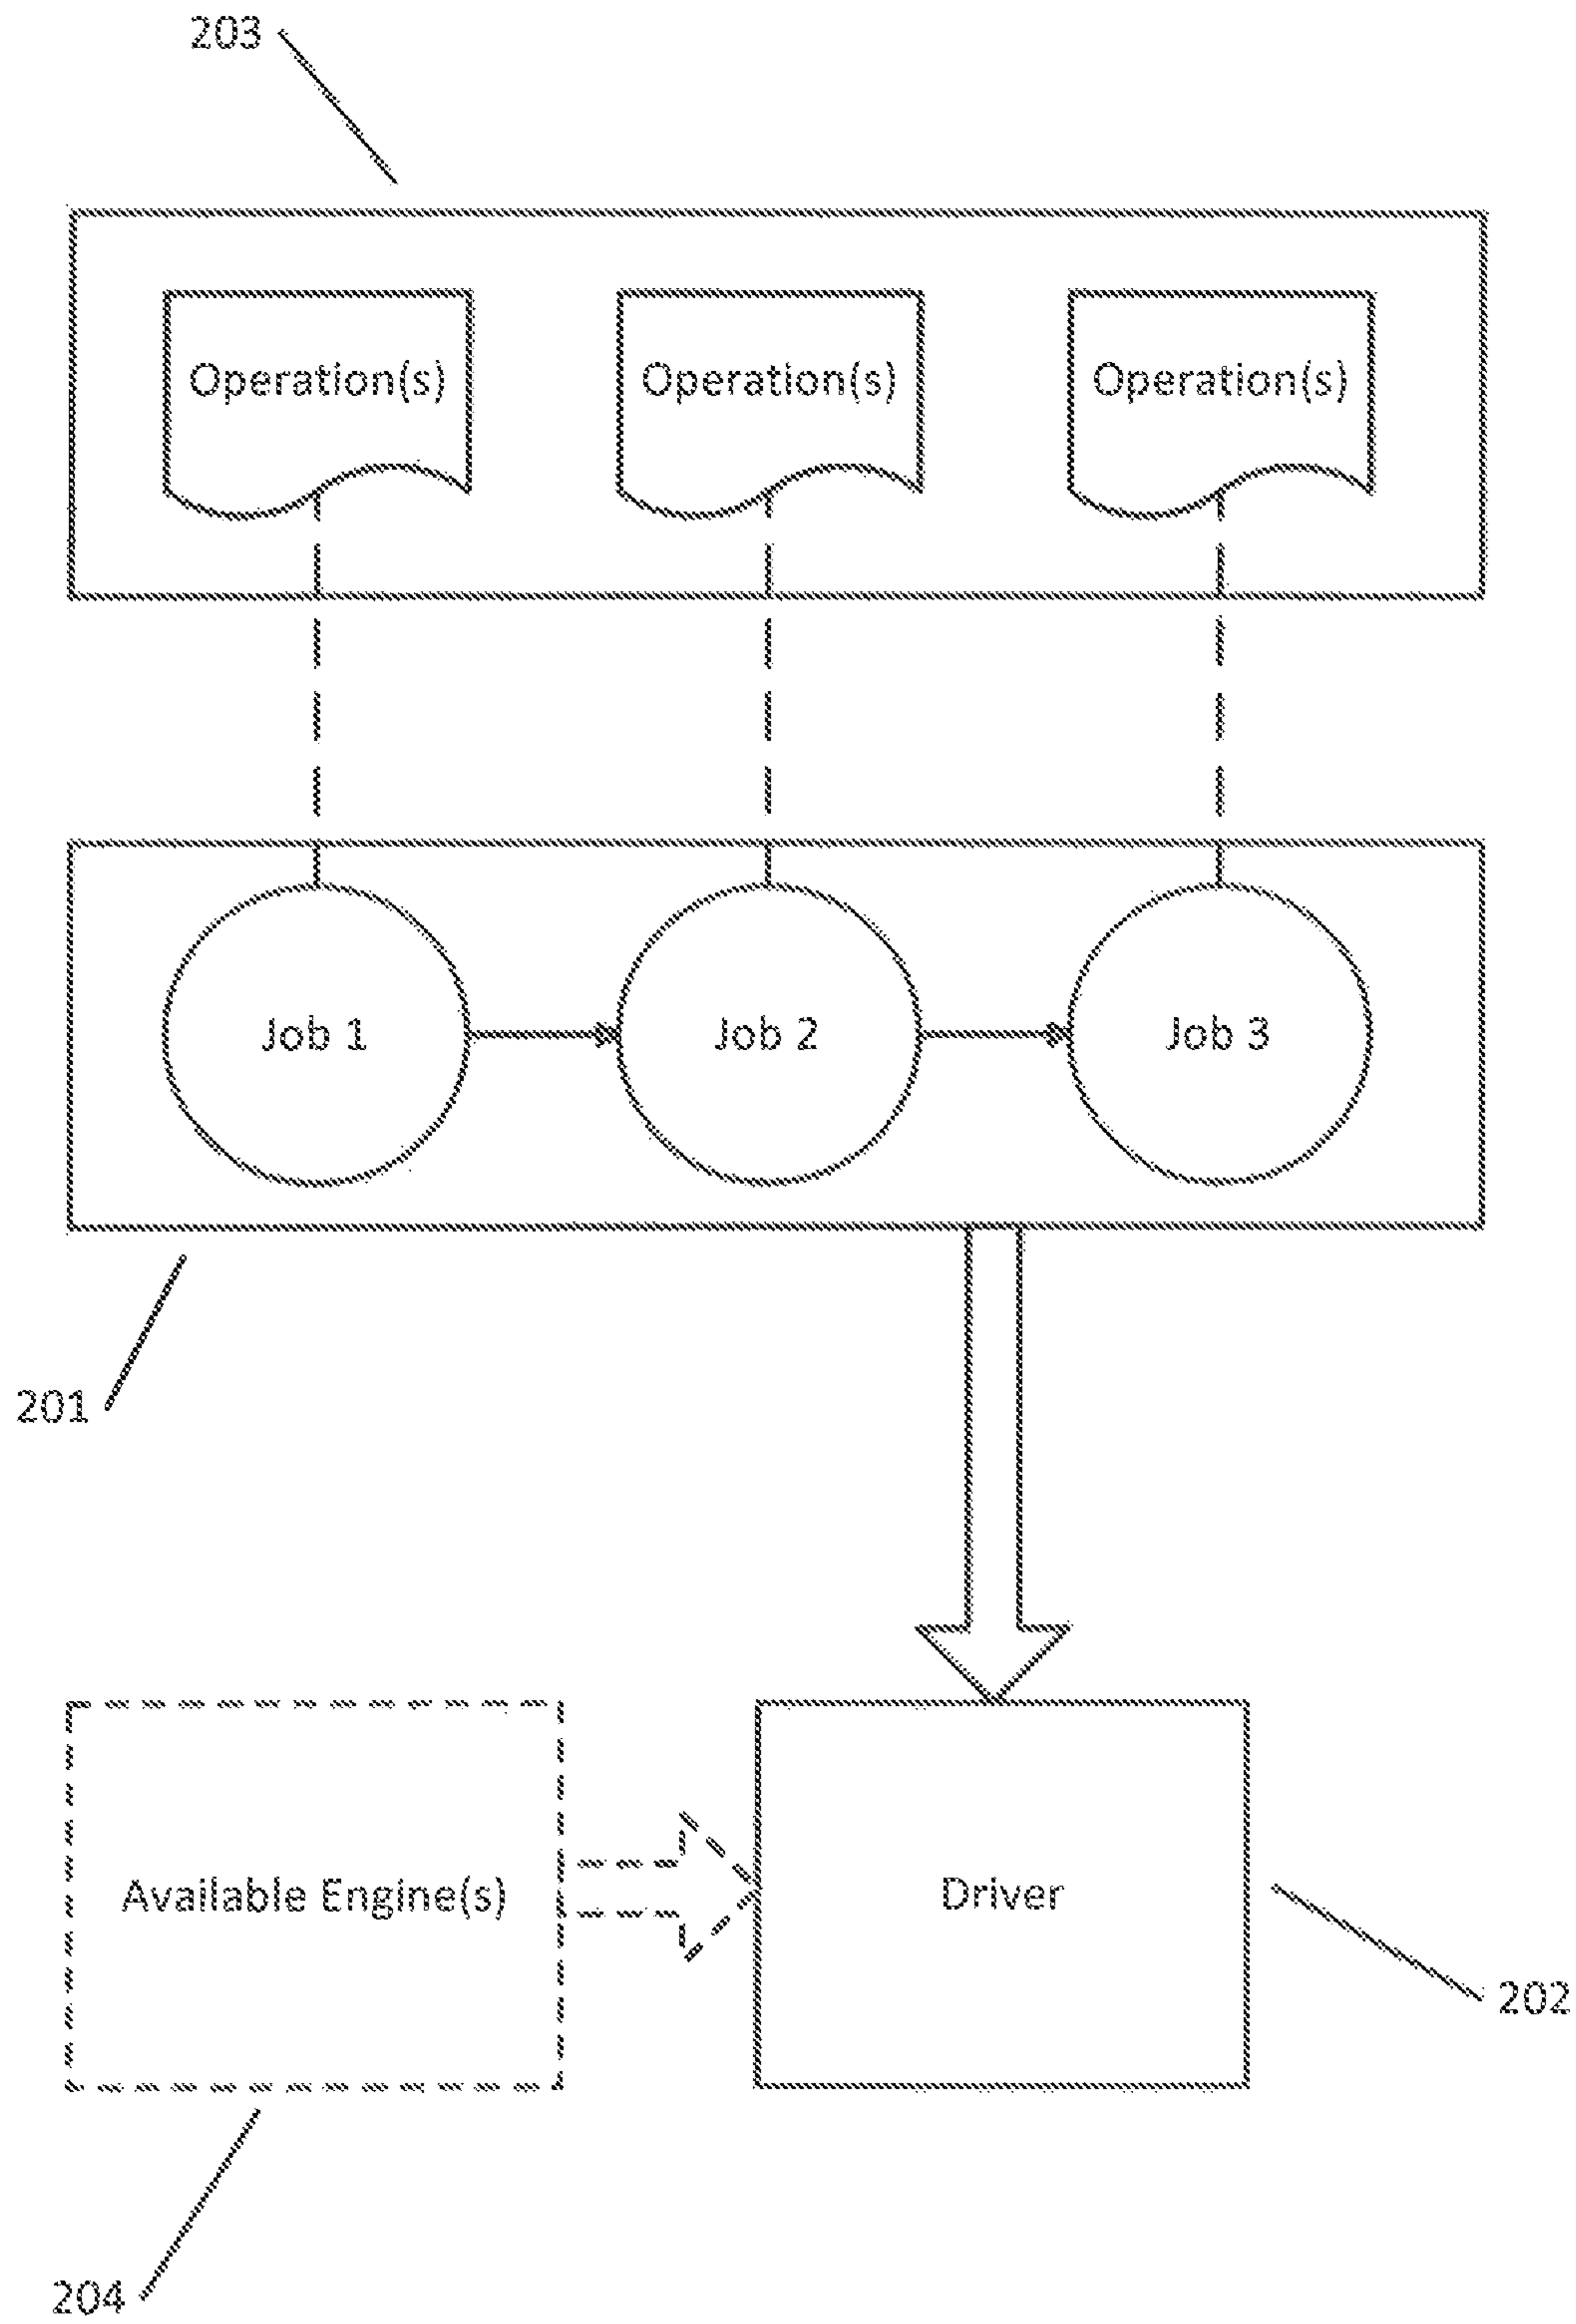 203
Operation(s) Operation(s) Operation(s)
Job 1 Job 2 Job 3
201
Available Engine(s) Driver
202
204